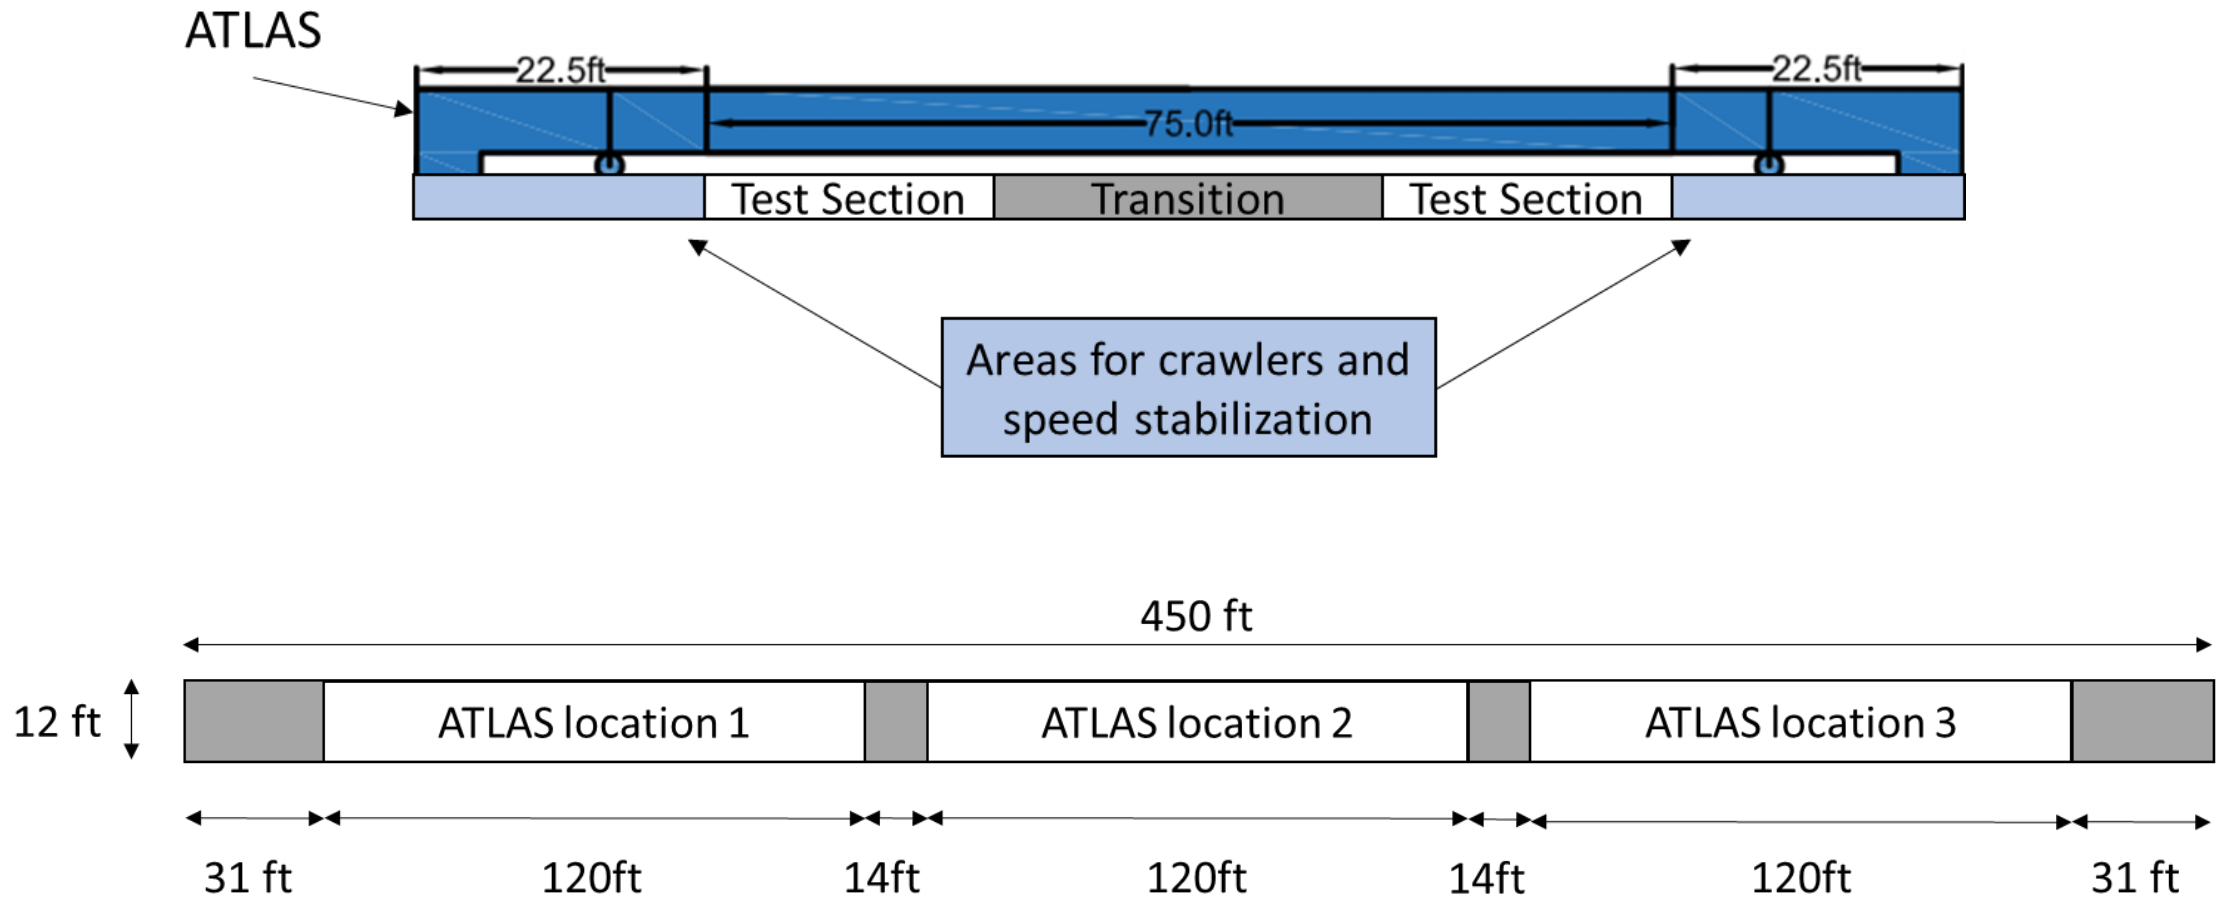 ATLAS
22.5ft
22.5ft
75.0ft
Test Section
Transition
Test Section
Areas for crawlers and
speed stabilization
450 ft
12 ft
ATLAS location 1
ATLAS location 2
ATLAS location 3
31 ft
120ft
14ft
120ft
14ft
120ft
31 ft